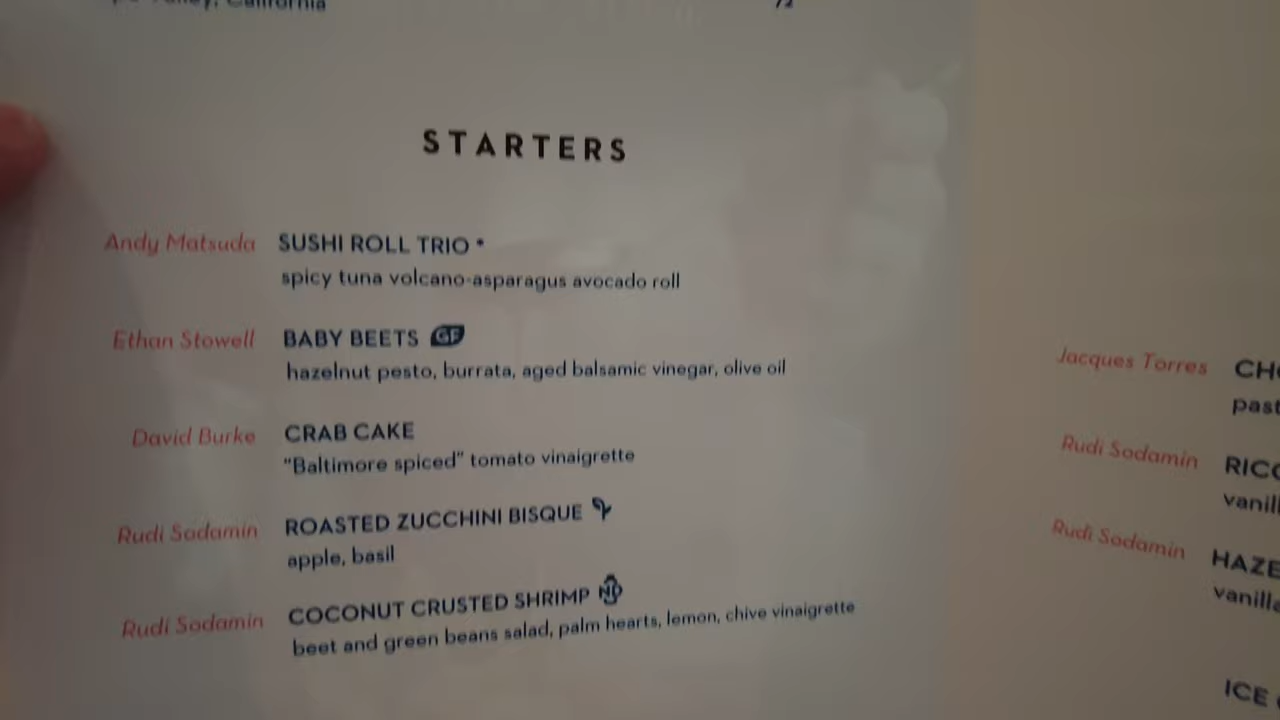 California
72
STARTERS
Andy Matsuda SUSHI ROLL TRIO *
spicy tuna volcano-asparagus avocado roll
Ethan Stowell BABY BEETS GF
hazelnut pesto, burrata, aged balsamic vinegar, olive oil
David Burke CRAB CAKE
"Baltimore spiced" tomato vinaigrette
Rudi Sodamin ROASTED ZUCCHINI BISQUE
apple, basil
Rudi Sodamin COCONUT CRUSTED SHRIMP
beet and green beans salad, palm hearts, lemon, chive vinaigrette
Jacques Torres
Rudi Sodamin
Rudi Sodamin
ICE